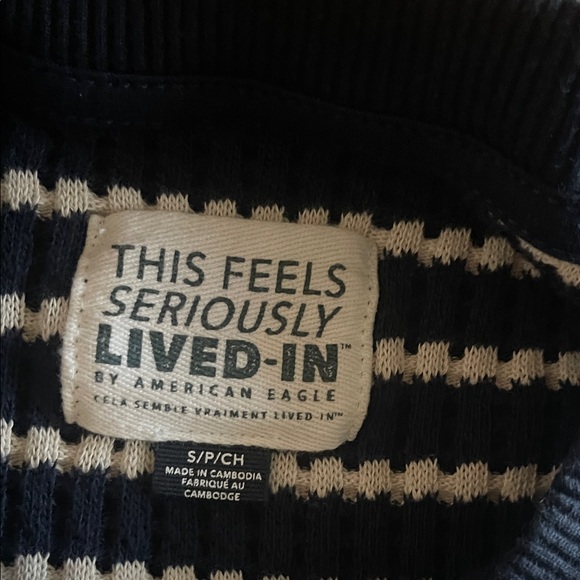 THIS FEELS
SERIOUSLY
LIVED-IN™
BY AMERICAN EAGLE
CELA SEMBLE VRAIMENT LIVED-IN™
S/P/CH
MADE IN CAMBODIA
FABRIQUÉ AU
CAMBODGE